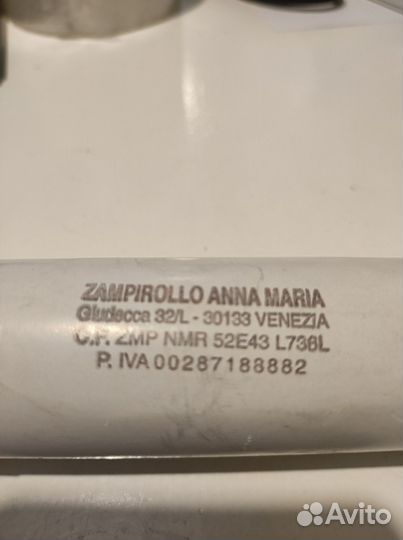 ZAMPIROLLO ANNA MARIA
Giudecca 32/L - 30133 VENEZIA
C.F. ZMP NMR 52E43 L736L
P. IVA 00287188882
Avito